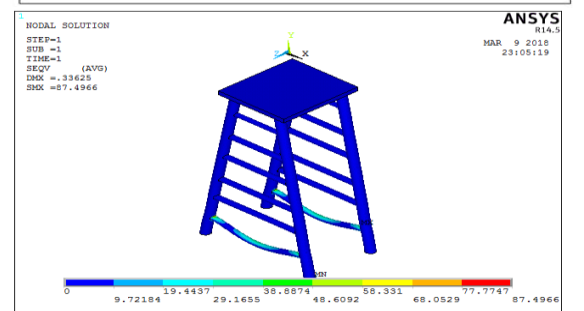 1
NODAL SOLUTION
STEP=1
SUB =1
TIME=1
SEQV     (AVG)
DMX =.33625
SMX =87.4966
ANSYS
R14.5
MAR  9 2018
23:05:19
Y
Z X
MN
0 19.4437 38.8874 58.331 77.7747
9.72184 29.1655 48.6092 68.0529 87.4966